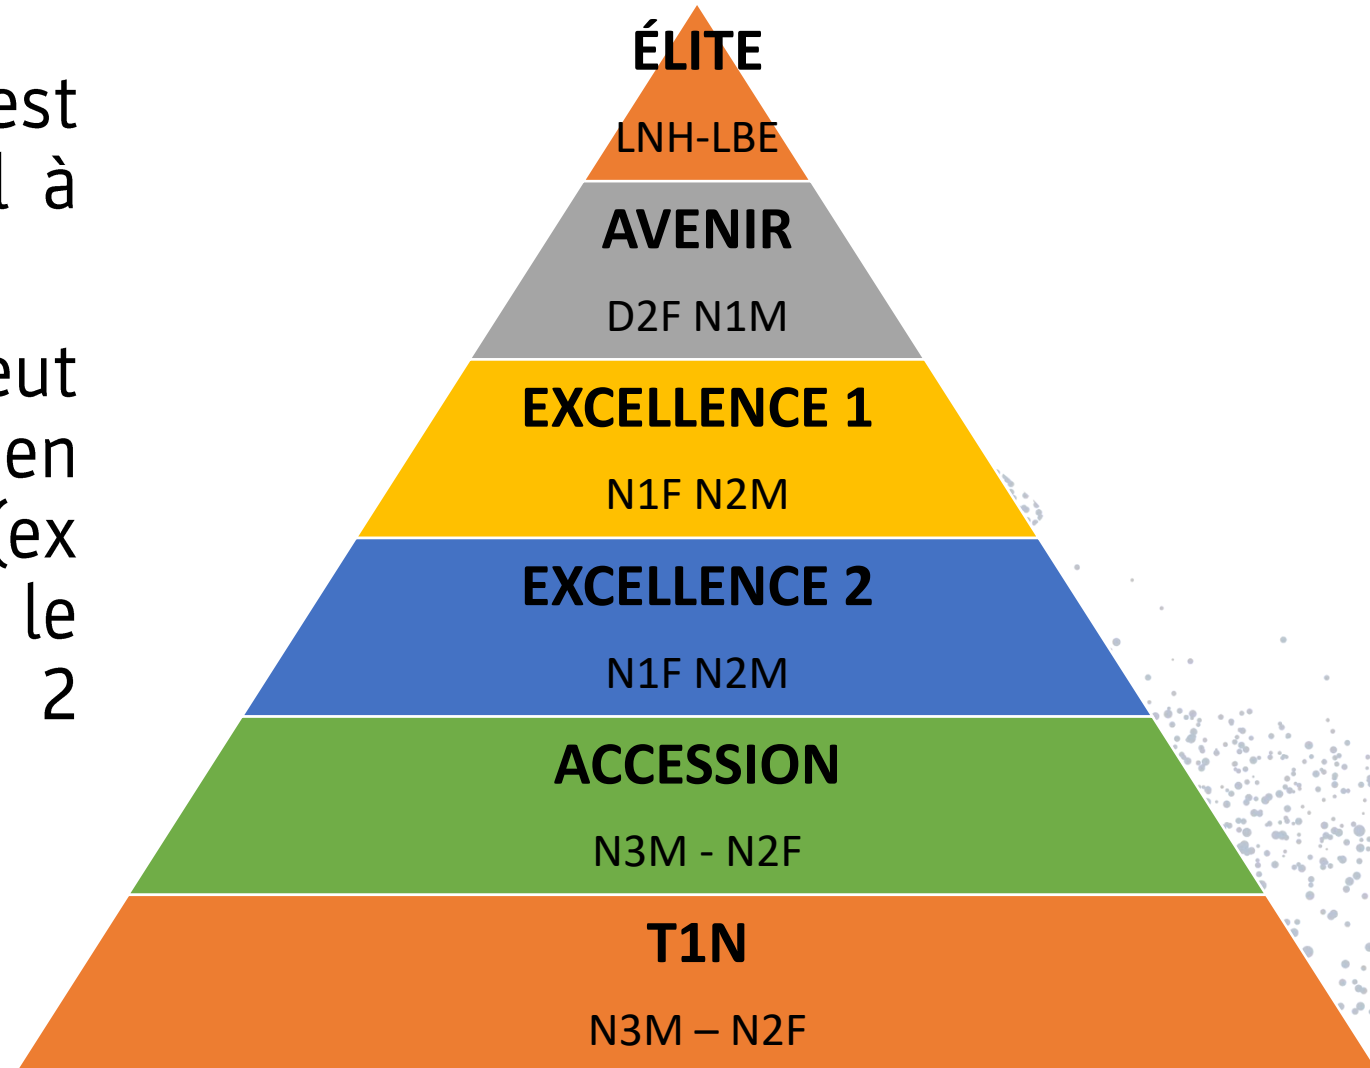 est
l à
eut
en
(ex
le
2
ÉLITE
LNH-LBE
AVENIR
D2F N1M
EXCELLENCE 1
N1F N2M
EXCELLENCE 2
N1F N2M
ACCESSION
N3M - N2F
T1N
N3M – N2F